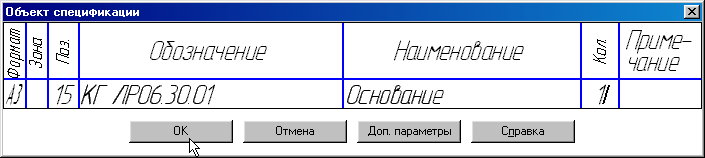 Объект спецификации
Формат Зона Поз. Обозначение Наименование Кол. Приме-
чание
А3 15 КГ ЛР06.30.01 Основание 1
ОК Отмена Доп. параметры Справка